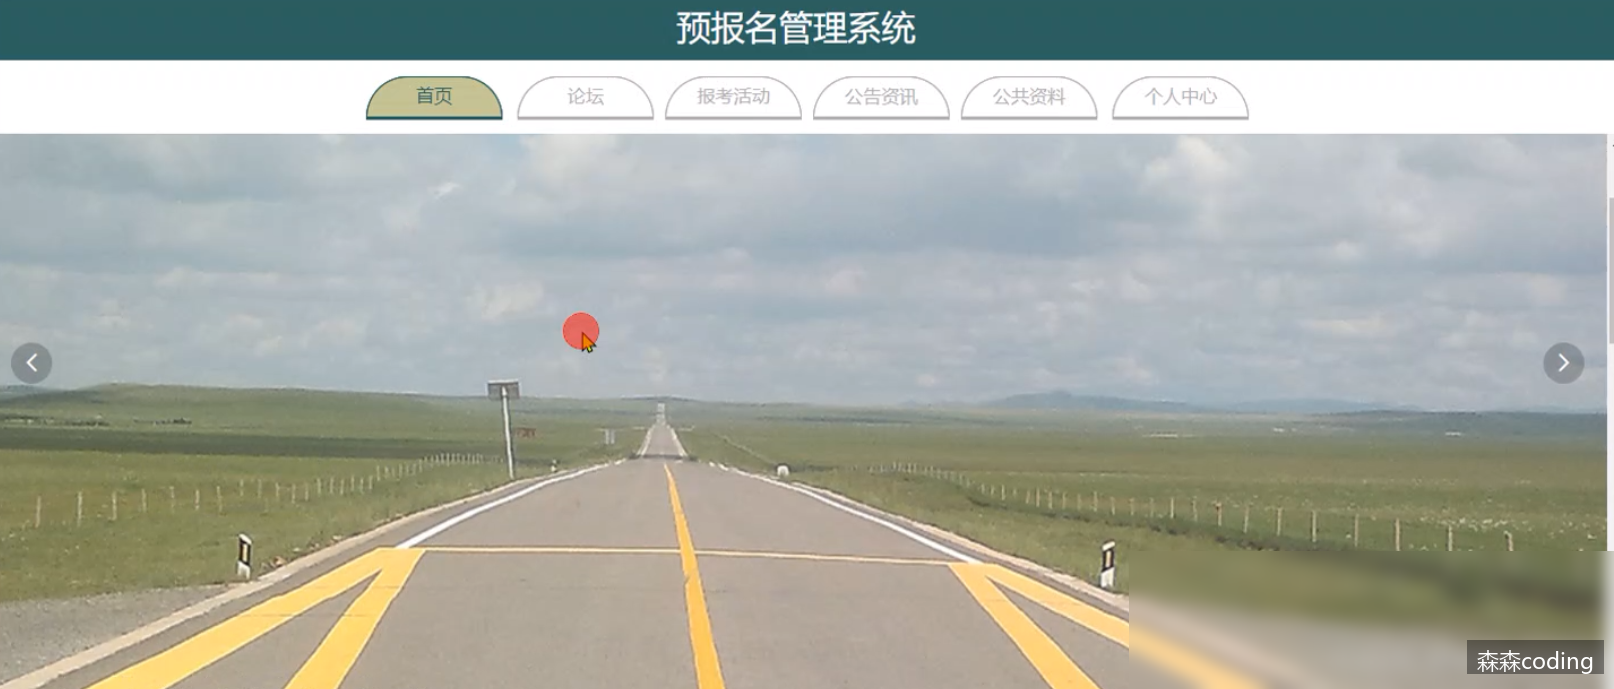 预报名管理系统
首页
论坛
报考活动
公告资讯
公共资料
个人中心
森森coding